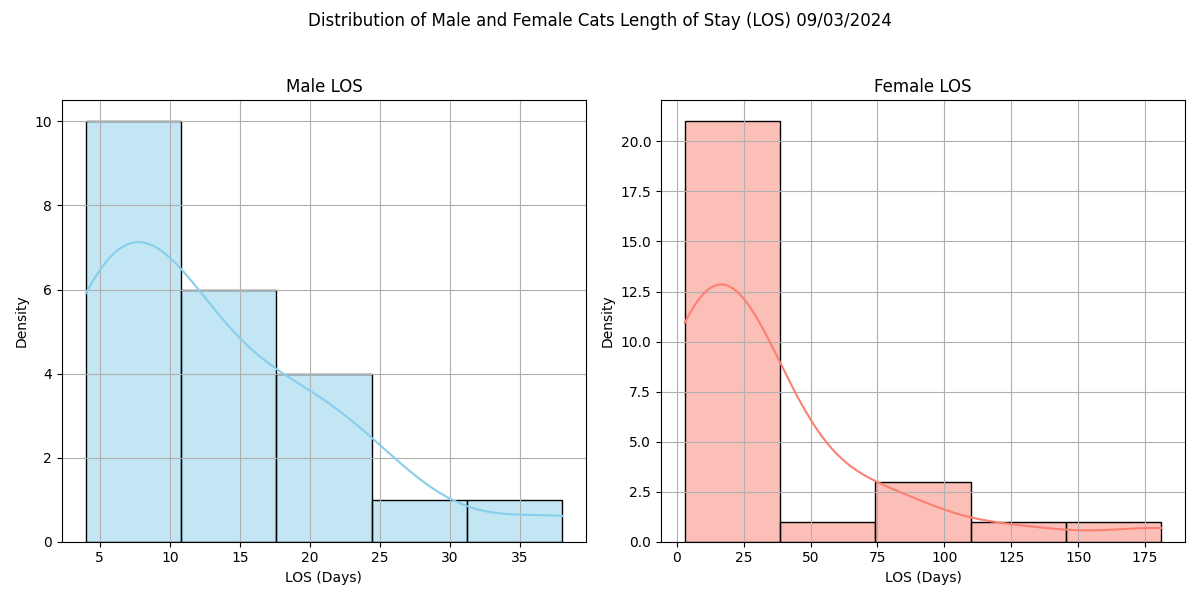 Distribution of Male and Female Cats Length of Stay (LOS) 09/03/2024
Male LOS
Density
10
8
6
4
2
0
5 10 15 20 25 30 35
LOS (Days)
Female LOS
Density
20.0
17.5
15.0
12.5
10.0
7.5
5.0
2.5
0.0
0 25 50 75 100 125 150 175
LOS (Days)